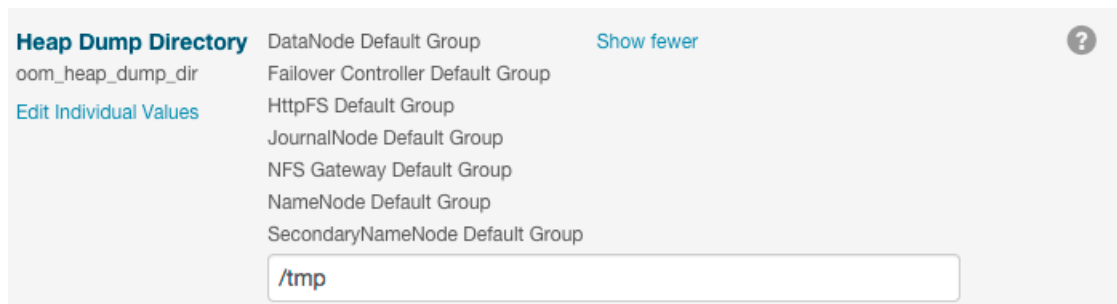 Heap Dump Directory DataNode Default Group Show fewer ?
oom_heap_dump_dir Failover Controller Default Group
Edit Individual Values HttpFS Default Group
JournalNode Default Group
NFS Gateway Default Group
NameNode Default Group
SecondaryNameNode Default Group
/tmp